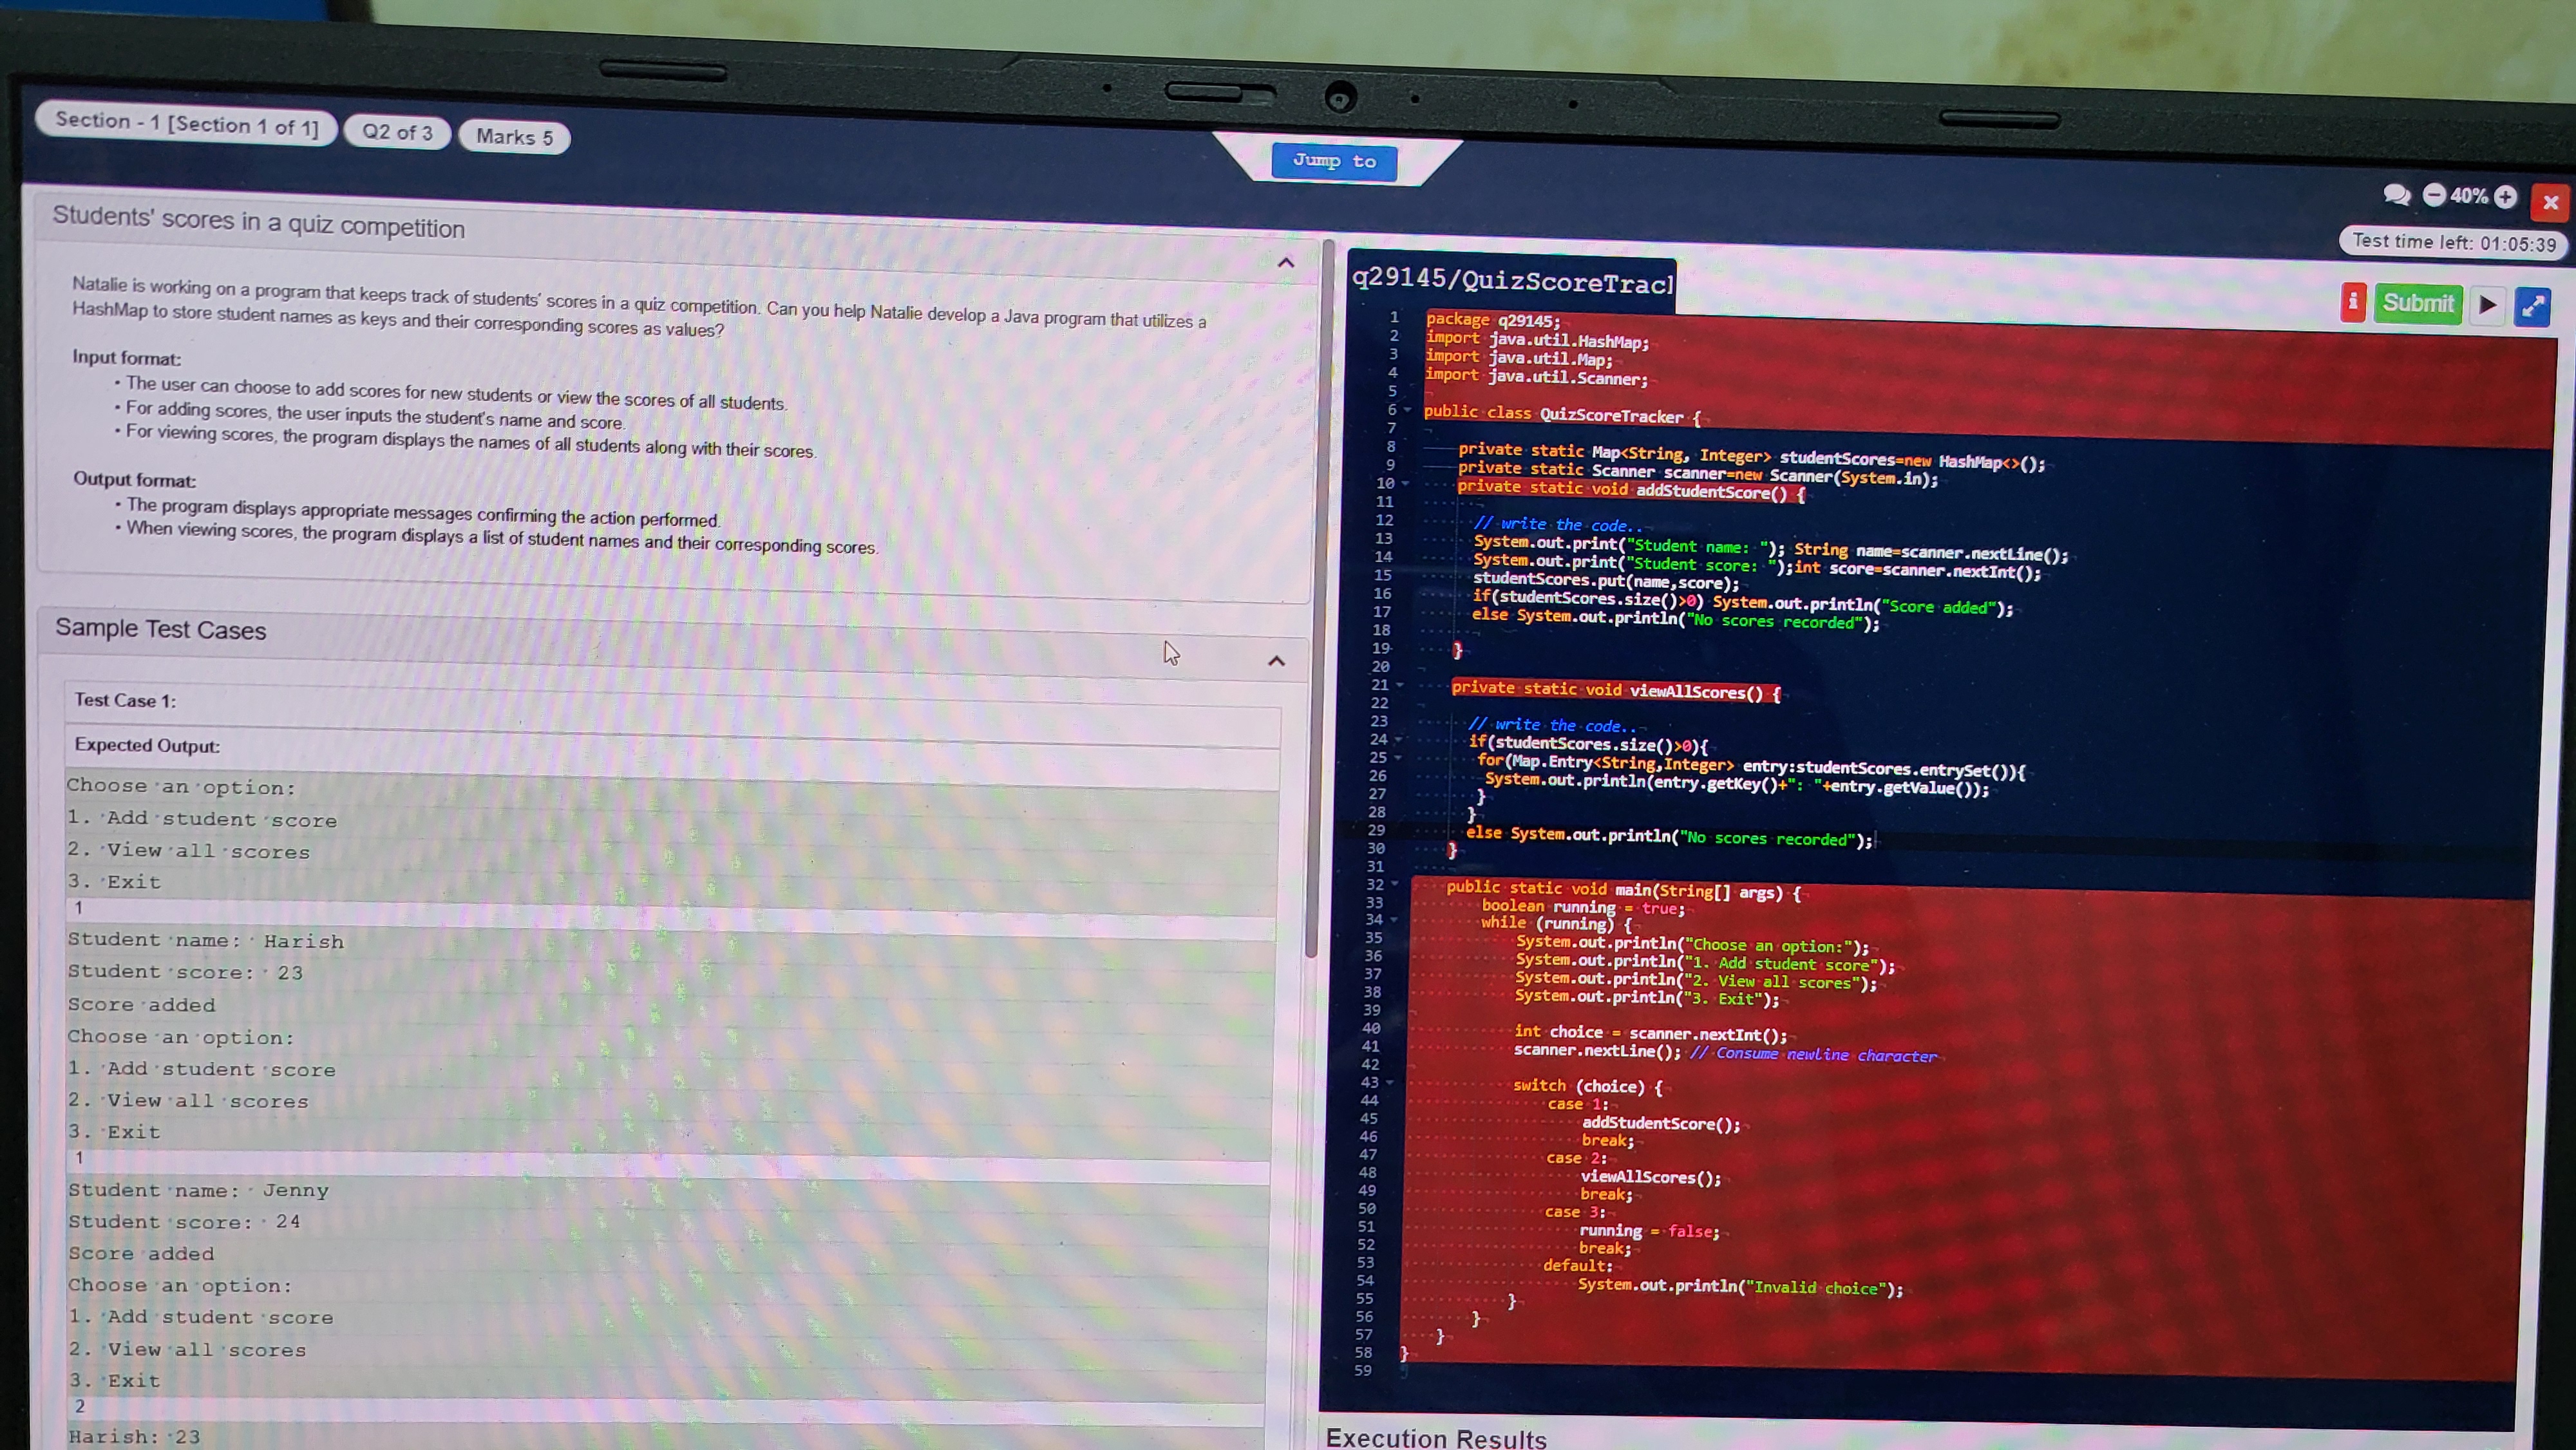 Section - 1 [Section 1 of 1]
Q2 of 3
Marks 5
Jump to
40%
Test time left: 01:05:39
Students' scores in a quiz competition
Natalie is working on a program that keeps track of students' scores in a quiz competition. Can you help Natalie develop a Java program that utilizes a
HashMap to store student names as keys and their corresponding scores as values?
Input format:
• The user can choose to add scores for new students or view the scores of all students.
• For adding scores, the user inputs the student's name and score.
• For viewing scores, the program displays the names of all students along with their scores.
Output format:
• The program displays appropriate messages confirming the action performed.
• When viewing scores, the program displays a list of student names and their corresponding scores.
Sample Test Cases
Test Case 1:
Expected Output:
Choose an option:
1. Add student score
2. View all scores
3. Exit
1
Student name: Harish
Student score: 23
Score added
Choose an option:
1. Add student score
2. View all scores
3. Exit
1
Student name: Jenny
Student score: 24
Score added
Choose an option:
1. Add student score
2. View all scores
3. Exit
2
Harish: 23
q29145/QuizScoreTrac
Submit
1 package q29145;
2 import java.util.HashMap;
3 import java.util.Map;
4 import java.util.Scanner;
5
6 public class QuizScoreTracker {
7
8 private static Map<String, Integer> studentScores=new HashMap<>();
9 private static Scanner scanner=new Scanner(System.in);
10 private static void addStudentScore() {
11
12 // write the code..
13 System.out.print("Student name: "); String name=scanner.nextLine();
14 System.out.print("Student score: ");int score=scanner.nextInt();
15 studentScores.put(name,score);
16 if(studentScores.size()>0) System.out.println("Score added");
17 else System.out.println("No scores recorded");
18
19 }
20
21 private static void viewAllScores() {
22
23 // write the code..
24 if(studentScores.size()>0){
25 for(Map.Entry<String,Integer> entry:studentScores.entrySet()){
26 System.out.println(entry.getKey()+": "+entry.getValue());
27 }
28 }
29 else System.out.println("No scores recorded");
30 }
31
32 public static void main(String[] args) {
33 boolean running = true;
34 while (running) {
35 System.out.println("Choose an option:");
36 System.out.println("1. Add student score");
37 System.out.println("2. View all scores");
38 System.out.println("3. Exit");
39
40 int choice = scanner.nextInt();
41 scanner.nextLine(); // Consume newline character
42
43 switch (choice) {
44 case 1:
45 addStudentScore();
46 break;
47 case 2:
48 viewAllScores();
49 break;
50 case 3:
51 running = false;
52 break;
53 default:
54 System.out.println("Invalid choice");
55 }
56 }
57 }
58 }
59
Execution Results